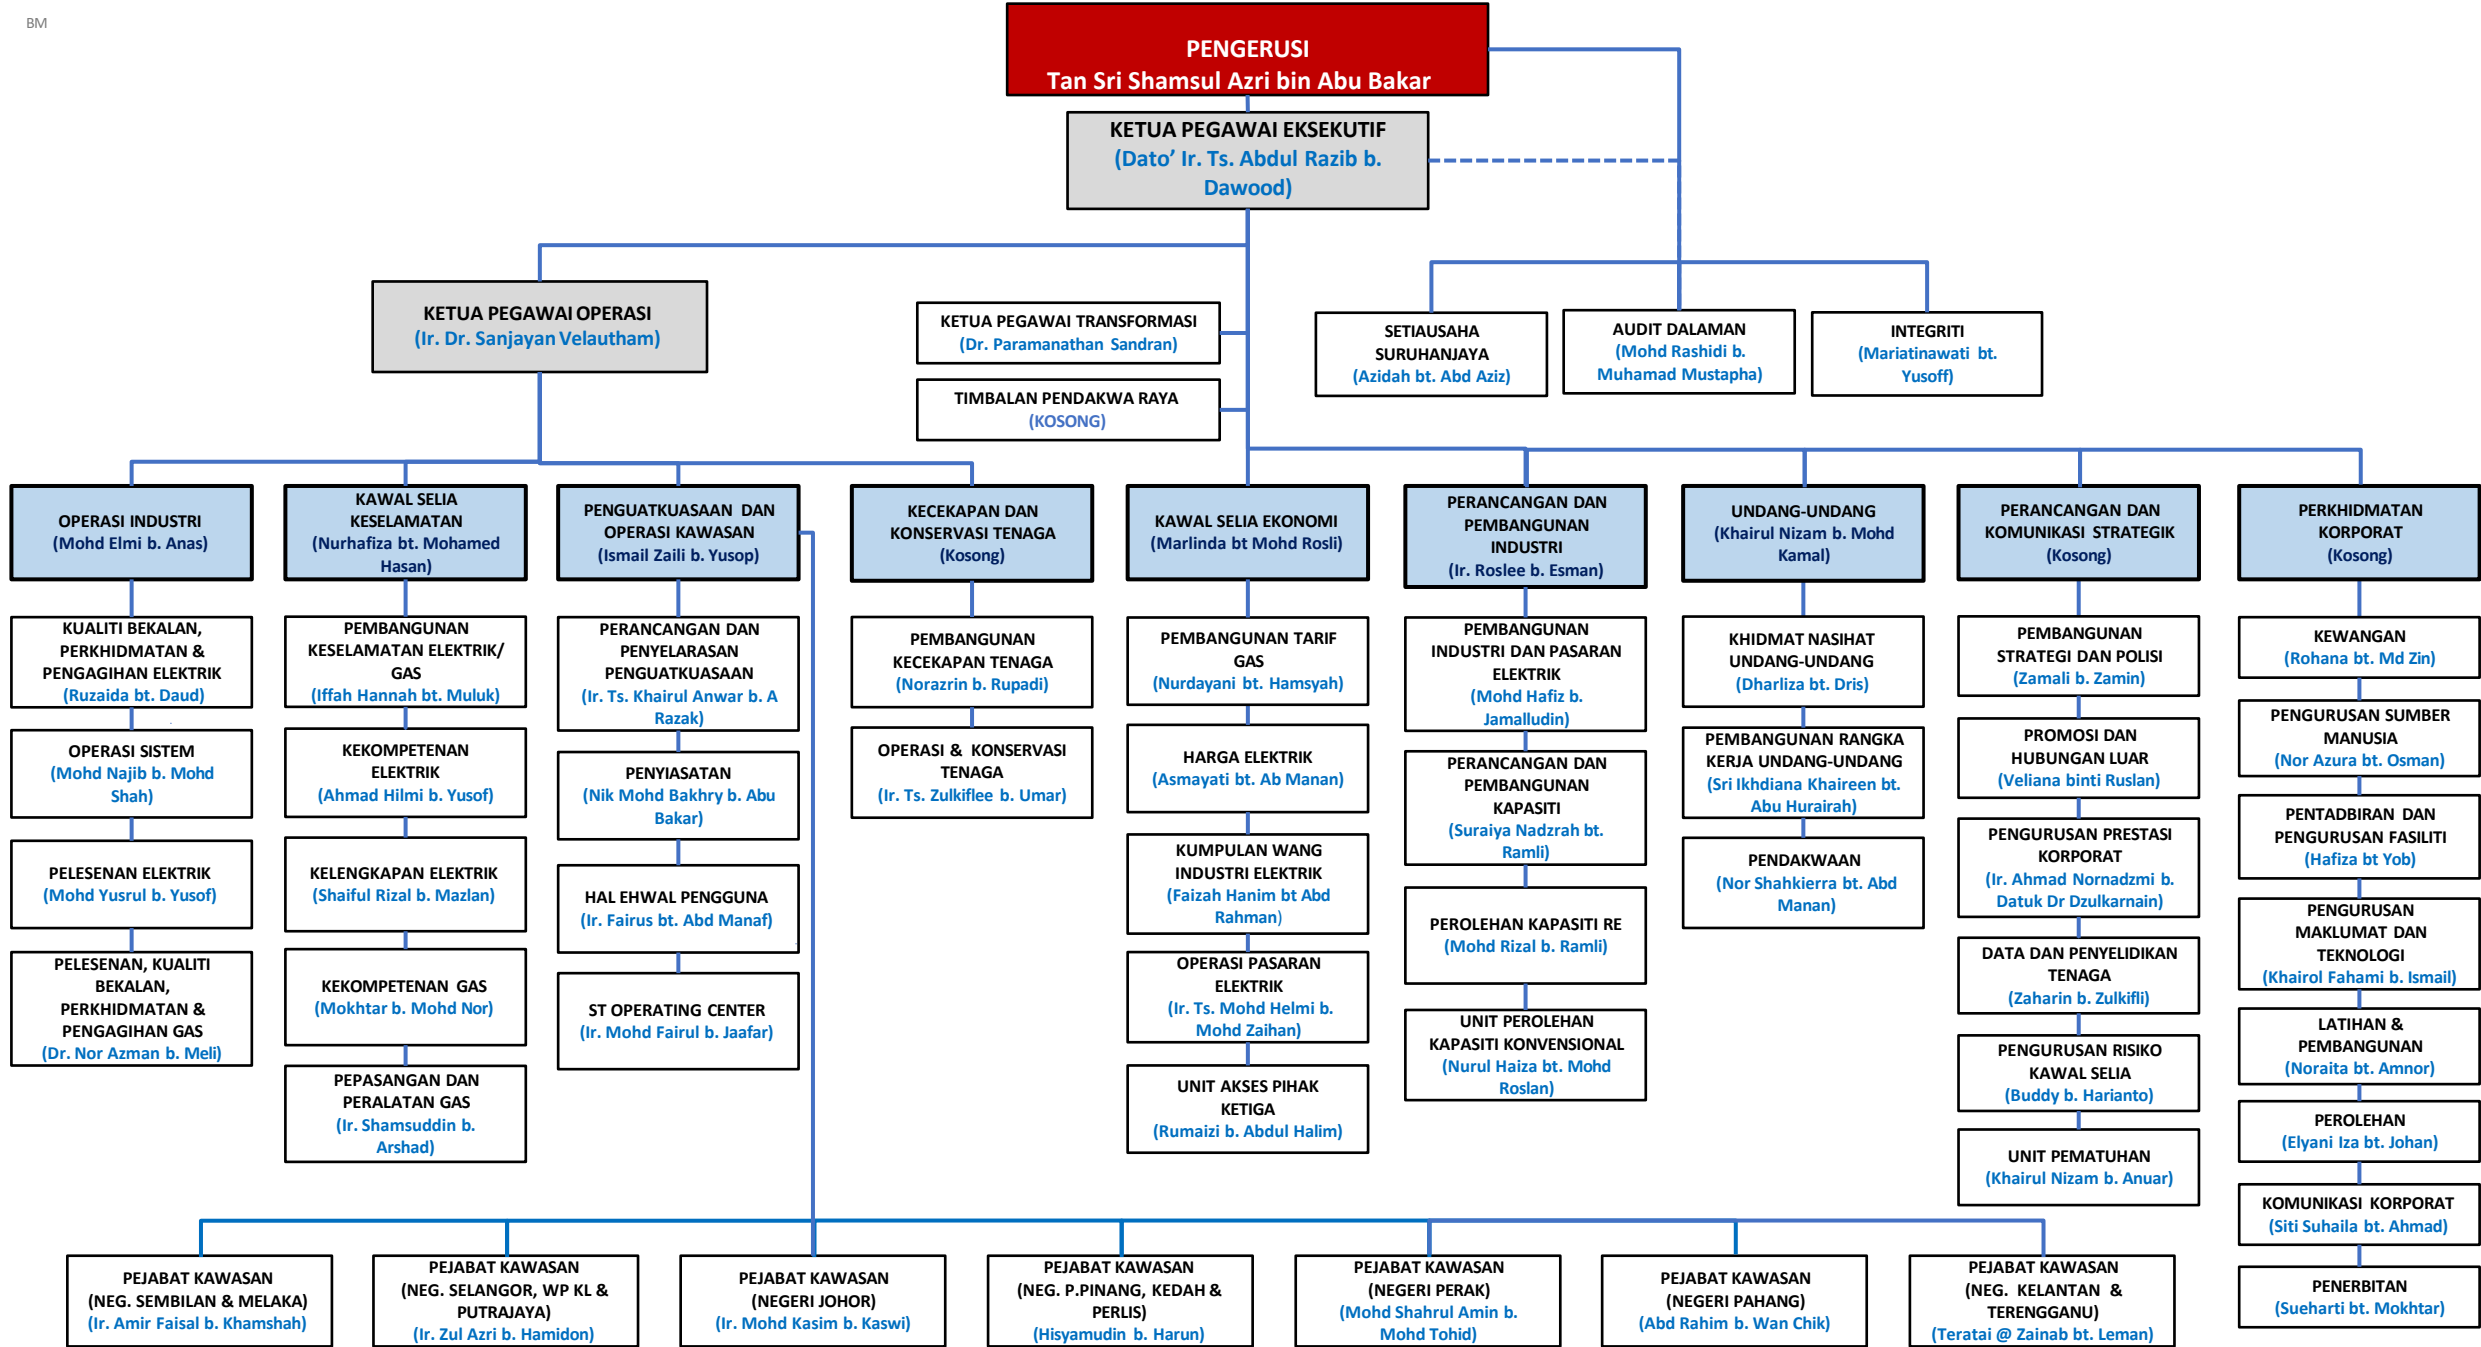 BM
PENGERUSI
Tan Sri Shamsul Azri bin Abu Bakar
KETUA PEGAWAI EKSEKUTIF
(Dato’ Ir. Ts. Abdul Razib b.
Dawood)
KETUA PEGAWAI OPERASI
(Ir. Dr. Sanjayan Velautham)
KETUA PEGAWAI TRANSFORMASI
(Dr. Paramanathan Sandran)
TIMBALAN PENDAKWA RAYA
(KOSONG)
SETIAUSAHA
SURUHANJAYA
(Azidah bt. Abd Aziz)
AUDIT DALAMAN
(Mohd Rashidi b.
Muhamad Mustapha)
INTEGRITI
(Mariatinawati bt.
Yusoff)
OPERASI INDUSTRI
(Mohd Elmi b. Anas)
KUALITI BEKALAN,
PERKHIDMATAN &
PENGAGIHAN ELEKTRIK
(Ruzaida bt. Daud)
OPERASI SISTEM
(Mohd Najib b. Mohd
Shah)
PELESENAN ELEKTRIK
(Mohd Yusrul b. Yusof)
PELESENAN, KUALITI
BEKALAN,
PERKHIDMATAN &
PENGAGIHAN GAS
(Dr. Nor Azman b. Meli)
KAWAL SELIA
KESELAMATAN
(Nurhafiza bt. Mohamed
Hasan)
PEMBANGUNAN
KESELAMATAN ELEKTRIK/
GAS
(Iffah Hannah bt. Muluk)
KEKOMPETENAN
ELEKTRIK
(Ahmad Hilmi b. Yusof)
KELENGKAPAN ELEKTRIK
(Shaiful Rizal b. Mazlan)
KEKOMPETENAN GAS
(Mokhtar b. Mohd Nor)
PEPASANGAN DAN
PERALATAN GAS
(Ir. Shamsuddin b.
Arshad)
PENGUATKUASAAN DAN
OPERASI KAWASAN
(Ismail Zaili b. Yusop)
PERANCANGAN DAN
PENYELARASAN
PENGUATKUASAAN
(Ir. Ts. Khairul Anwar b. A
Razak)
PENYIASATAN
(Nik Mohd Bakhry b. Abu
Bakar)
HAL EHWAL PENGGUNA
(Ir. Fairus bt. Abd Manaf)
ST OPERATING CENTER
(Ir. Mohd Fairul b. Jaafar)
KECEKAPAN DAN
KONSERVASI TENAGA
(Kosong)
PEMBANGUNAN
KECEKAPAN TENAGA
(Norazrin b. Rupadi)
OPERASI & KONSERVASI
TENAGA
(Ir. Ts. Zulkiflee b. Umar)
KAWAL SELIA EKONOMI
(Marlinda bt Mohd Rosli)
PEMBANGUNAN TARIF
GAS
(Nurdayani bt. Hamsyah)
HARGA ELEKTRIK
(Asmayati bt. Ab Manan)
KUMPULAN WANG
INDUSTRI ELEKTRIK
(Faizah Hanim bt Abd
Rahman)
OPERASI PASARAN
ELEKTRIK
(Ir. Ts. Mohd Helmi b.
Mohd Zaihan)
UNIT AKSES PIHAK
KETIGA
(Rumaizi b. Abdul Halim)
PERANCANGAN DAN
PEMBANGUNAN
INDUSTRI
(Ir. Roslee b. Esman)
PEMBANGUNAN
INDUSTRI DAN PASARAN
ELEKTRIK
(Mohd Hafiz b.
Jamalludin)
PERANCANGAN DAN
PEMBANGUNAN
KAPASITI
(Suraiya Nadzrah bt.
Ramli)
PEROLEHAN KAPASITI RE
(Mohd Rizal b. Ramli)
UNIT PEROLEHAN
KAPASITI KONVENSIONAL
(Nurul Haiza bt. Mohd
Roslan)
UNDANG-UNDANG
(Khairul Nizam b. Mohd
Kamal)
KHIDMAT NASIHAT
UNDANG-UNDANG
(Dharliza bt. Dris)
PEMBANGUNAN RANGKA
KERJA UNDANG-UNDANG
(Sri Ikhdiana Khaireen bt.
Abu Hurairah)
PENDAKWAAN
(Nor Shahkierra bt. Abd
Manan)
PERANCANGAN DAN
KOMUNIKASI STRATEGIK
(Kosong)
PEMBANGUNAN
STRATEGI DAN POLISI
(Zamali b. Zamin)
PROMOSI DAN
HUBUNGAN LUAR
(Veliana binti Ruslan)
PENGURUSAN PRESTASI
KORPORAT
(Ir. Ahmad Nornadzmi b.
Datuk Dr Dzulkarnain)
DATA DAN PENYELIDIKAN
TENAGA
(Zaharin b. Zulkifli)
PENGURUSAN RISIKO
KAWAL SELIA
(Buddy b. Harianto)
UNIT PEMATUHAN
(Khairul Nizam b. Anuar)
PERKHIDMATAN
KORPORAT
(Kosong)
KEWANGAN
(Rohana bt. Md Zin)
PENGURUSAN SUMBER
MANUSIA
(Nor Azura bt. Osman)
PENTADBIRAN DAN
PENGURUSAN FASILITI
(Hafiza bt Yob)
PENGURUSAN
MAKLUMAT DAN
TEKNOLOGI
(Khairol Fahami b. Ismail)
LATIHAN &
PEMBANGUNAN
(Noraita bt. Amnor)
PEROLEHAN
(Elyani Iza bt. Johan)
KOMUNIKASI KORPORAT
(Siti Suhaila bt. Ahmad)
PENERBITAN
(Sueharti bt. Mokhtar)
PEJABAT KAWASAN
(NEG. SEMBILAN & MELAKA)
(Ir. Amir Faisal b. Khamshah)
PEJABAT KAWASAN
(NEG. SELANGOR, WP KL &
PUTRAJAYA)
(Ir. Zul Azri b. Hamidon)
PEJABAT KAWASAN
(NEGERI JOHOR)
(Ir. Mohd Kasim b. Kaswi)
PEJABAT KAWASAN
(NEG. P.PINANG, KEDAH &
PERLIS)
(Hisyamudin b. Harun)
PEJABAT KAWASAN
(NEGERI PERAK)
(Mohd Shahrul Amin b.
Mohd Tohid)
PEJABAT KAWASAN
(NEGERI PAHANG)
(Abd Rahim b. Wan Chik)
PEJABAT KAWASAN
(NEG. KELANTAN &
TERENGGANU)
(Teratai @ Zainab bt. Leman)